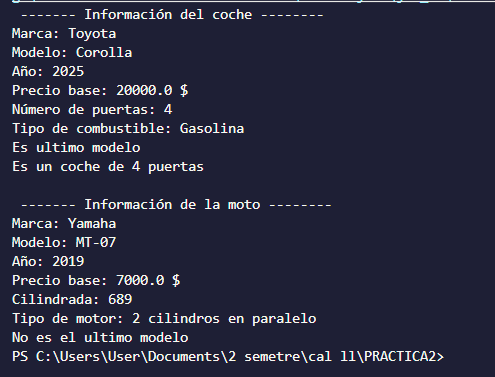 ------- Información del coche --------
Marca: Toyota
Modelo: Corolla
Año: 2025
Precio base: 20000.0 $
Número de puertas: 4
Tipo de combustible: Gasolina
Es ultimo modelo
Es un coche de 4 puertas
------- Información de la moto --------
Marca: Yamaha
Modelo: MT-07
Año: 2019
Precio base: 7000.0 $
Cilindrada: 689
Tipo de motor: 2 cilindros en paralelo
No es el ultimo modelo
PS C:\Users\User\Documents\2 semetre\cal ll\PRACTICA2>